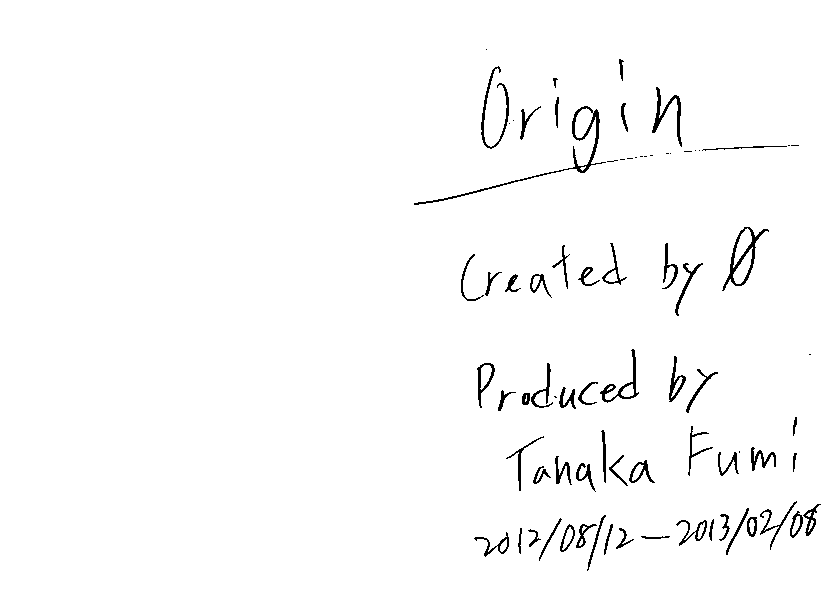 Origin
Created by Ø
Produced by
Tanaka Fumi
2012/08/12-2013/02/08